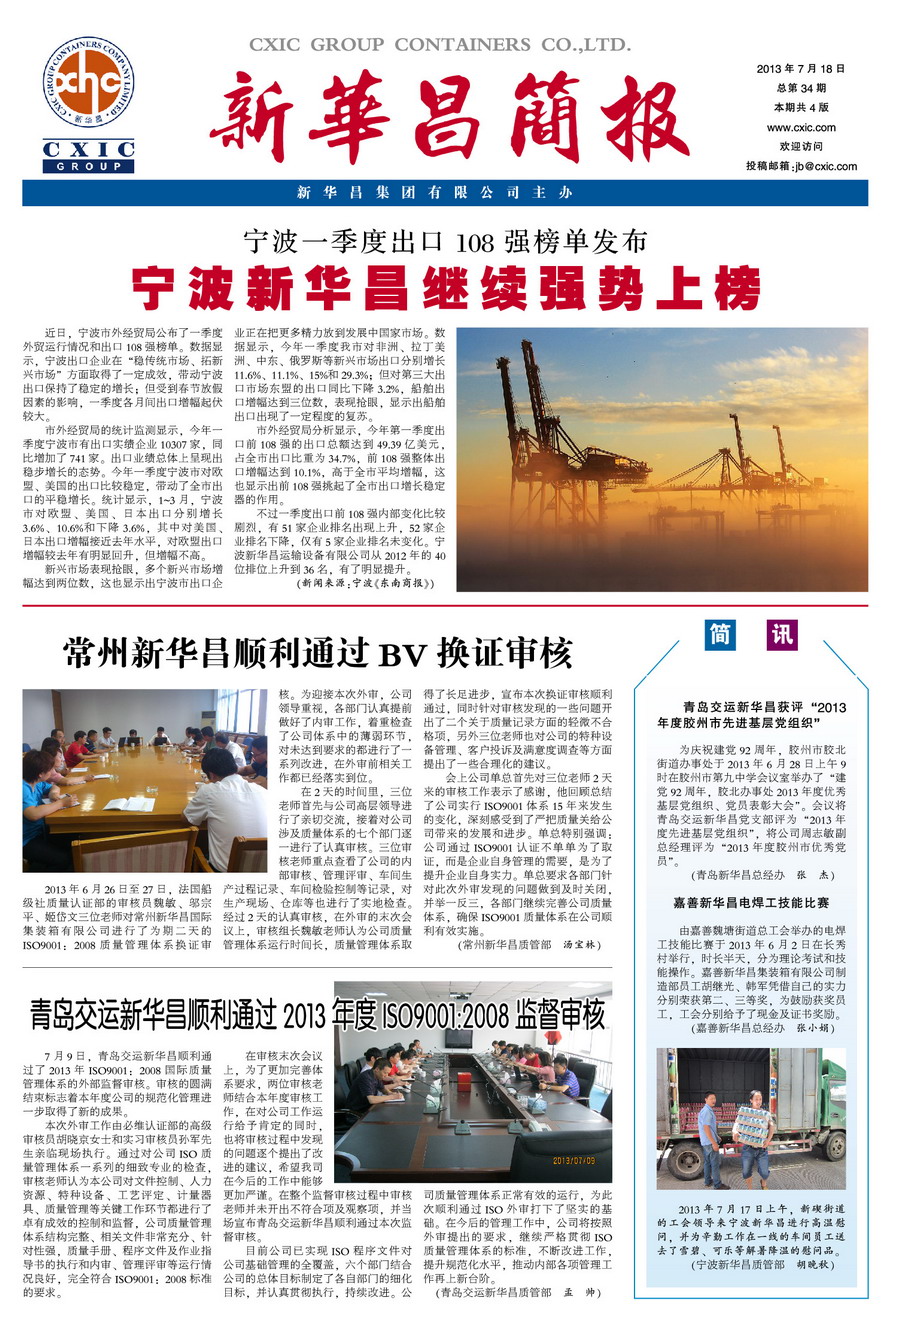 CXIC GROUP CONTAINERS CO.,LTD.
CXIC GROUP CONTAINERS COMPANY LIMITED
xhc
新华昌
CXIC
GROUP
新華昌簡报
2013 年 7 月 18 日
总第 34 期
本期共 4 版
www.cxic.com
欢迎访问
投稿邮箱:jb@cxic.com
新华昌集团有限公司主办
宁波一季度出口 108 强榜单发布
宁波新华昌继续强势上榜
近日，宁波市外经贸局公布了一季度
外贸运行情况和出口 108 强榜单。数据显
示，宁波出口企业在“稳传统市场、拓新
兴市场”方面取得了一定成效，带动宁波
出口保持了稳定的增长；但受到春节放假
因素的影响，一季度各月间出口增幅起伏
较大。
市外经贸局的统计监测显示，今年一
季度宁波市有出口实绩企业 10307 家，同
比增加了 741 家。出口业绩总体上呈现出
稳步增长的态势。今年一季度宁波市对欧
盟、美国的出口比较稳定，带动了全市出
口的平稳增长。统计显示，1~3 月，宁波
市对欧盟、美国、日本出口分别增长
3.6%、10.6%和下降 3.6%，其中对美国、
日本出口增幅接近去年水平，对欧盟出口
增幅较去年有明显回升，但增幅不高。
新兴市场表现抢眼，多个新兴市场增
幅达到两位数，这也显示出宁波市出口企
业正在把更多精力放到发展中国家市场。数
据显示，今年一季度我市对非洲、拉丁美
洲、中东、俄罗斯等新兴市场出口分别增长
11.6%、11.1%、15%和 29.3%；但对第三大出
口市场东盟的出口同比下降 3.2%，船舶出
口增幅达到三位数，表现抢眼，显示出船舶
出口出现了一定程度的复苏。
市外经贸局分析显示，今年第一季度出
口前 108 强的出口总额达到 49.39 亿美元，
占全市出口比重为 34.7%，前 108 强整体出
口增幅达到 10.1%，高于全市平均增幅，这
也显示出前 108 强挑起了全市出口增长稳定
器的作用。
不过一季度出口前 108 强内部变化比较
剧烈，有 51 家企业排名出现上升，52 家企
业排名下降，仅有 5 家企业排名未变化。宁
波新华昌运输设备有限公司从 2012 年的 40
位排位上升到 36 名，有了明显提升。
(新闻来源：宁波《东南商报》)
常州新华昌顺利通过 BV 换证审核
2013 年 6 月 26 日至 27 日，法国船
级社质量认证部的审核员魏敏、邬宗
平、姬岱文三位老师对常州新华昌国际
集装箱有限公司进行了为期二天的
ISO9001：2008 质量管理体系换证审
核。为迎接本次外审，公司
领导重视，各部门认真提前
做好了内审工作，着重检查
了公司体系中的薄弱环节，
对未达到要求的都进行了一
系列改进，在外审前相关工
作都已经落实到位。
在 2 天的时间里，三位
老师首先与公司高层领导进
行了亲切交流，接着对公司
涉及质量体系的七个部门逐
一进行了认真审核。三位审
核老师重点查看了公司的内
部审核、管理评审、车间生
产过程记录、车间检验控制等记录，对
生产现场、仓库等也进行了实地检查。
经过 2 天的认真审核，在外审的末次会
议上，审核组长魏敏老师认为公司质量
管理体系运行时间长，质量管理体系取
得了长足进步，宣布本次换证审核顺利
通过，同时针对审核发现的一些问题开
出了二个关于质量记录方面的轻微不合
格项，另外三位老师也对公司的特种设
备管理、客户投诉及满意度调查等方面
提出了一些合理化的建议。
会上公司单总首先对三位老师 2 天
来的审核工作表示了感谢，他回顾总结
了公司实行 ISO9001 体系 15 年来发生
的变化，深刻感受到了严把质量关给公
司带来的发展和进步。单总特别强调：
公司通过 ISO9001 认证不单单为了取
证，而是企业自身管理的需要，是为了
提升企业自身实力。单总要求各部门针
对此次外审发现的问题做到及时关闭，
并举一反三，各部门继续完善公司质量
体系，确保 ISO9001 质量体系在公司顺
利有效实施。
(常州新华昌质管部 汤宝林)
青岛交运新华昌顺利通过 2013 年度 ISO9001:2008 监督审核
7 月 9 日，青岛交运新华昌顺利通
过了 2013 年 ISO9001：2008 国际质量
管理体系的外部监督审核。审核的圆满
结束标志着本年度公司的规范化管理进
一步取得了新的成果。
本次外审工作由必维认证部的高级
审核员胡晓京女士和实习审核员孙军先
生亲临现场执行。通过对公司 ISO 质
量管理体系一系列的细致专业的检查，
审核老师认为本公司对文件控制、人力
资源、特种设备、工艺评定、计量器
具、质量管理等关键工作环节都进行了
卓有成效的控制和监督，公司质量管理
体系结构完整、相关文件非常充分、针
对性强，质量手册、程序文件及作业指
导书的执行和内审、管理评审等运行情
况良好，完全符合 ISO9001：2008 标准
的要求。
在审核末次会议
上，为了更加完善体
系要求，两位审核老
师结合本年度审核工
作，在对公司工作运
行给予肯定的同时，
也将审核过程中发现
的问题逐个提出了改
进的建议，希望我司
在今后的工作中能够
更加严谨。在整个监督审核过程中审核
老师并未开出不符合项及观察项，并当
场宣布青岛交运新华昌顺利通过本次监
督审核。
目前公司已实现 ISO 程序文件对
公司基础管理的全覆盖，六个部门结合
公司的总体目标制定了各自部门的细化
目标，并认真贯彻执行，持续改进。公
2013/07/09
司质量管理体系正常有效的运行，为此
次顺利通过 ISO 外审打下了坚实的基
础。在今后的管理工作中，公司将按照
外审提出的要求，继续严格贯彻 ISO
质量管理体系的标准，不断改进工作，
提升规范化水平，推动内部各项管理工
作再上新台阶。
(青岛交运新华昌质管部 孟 帅)
简 讯
青岛交运新华昌获评“2013
年度胶州市先进基层党组织”
为庆祝建党 92 周年，胶州市胶北
街道办事处于 2013 年 6 月 28 日上午 9
时在胶州市第九中学会议室举办了“建
党 92 周年，胶北办事处 2013 年度优秀
基层党组织、党员表彰大会”。会议将
青岛交运新华昌党支部评为“2013 年
度先进基层党组织”，将公司周志敏副
总经理评为“2013 年度胶州市优秀党
员”。
(青岛新华昌总经办 张 杰)
嘉善新华昌电焊工技能比赛
由嘉善魏塘街道总工会举办的电焊
工技能比赛于 2013 年 6 月 2 日在长秀
村举行，时长半天，分为理论考试和技
能操作。嘉善新华昌集装箱有限公司制
造部员工胡继光、韩军凭借自己的实力
分别荣获第二、三等奖，为鼓励获奖员
工，工会分别给予了现金及证书奖励。
(嘉善新华昌总经办 张小娟)
2013 年 7 月 17 日上午，新碶街道
的工会领导来宁波新华昌进行高温慰
问，并为辛勤工作在一线的车间员工送
去了雪碧、可乐等解暑降温的慰问品。
(宁波新华昌质管部 胡晚秋)